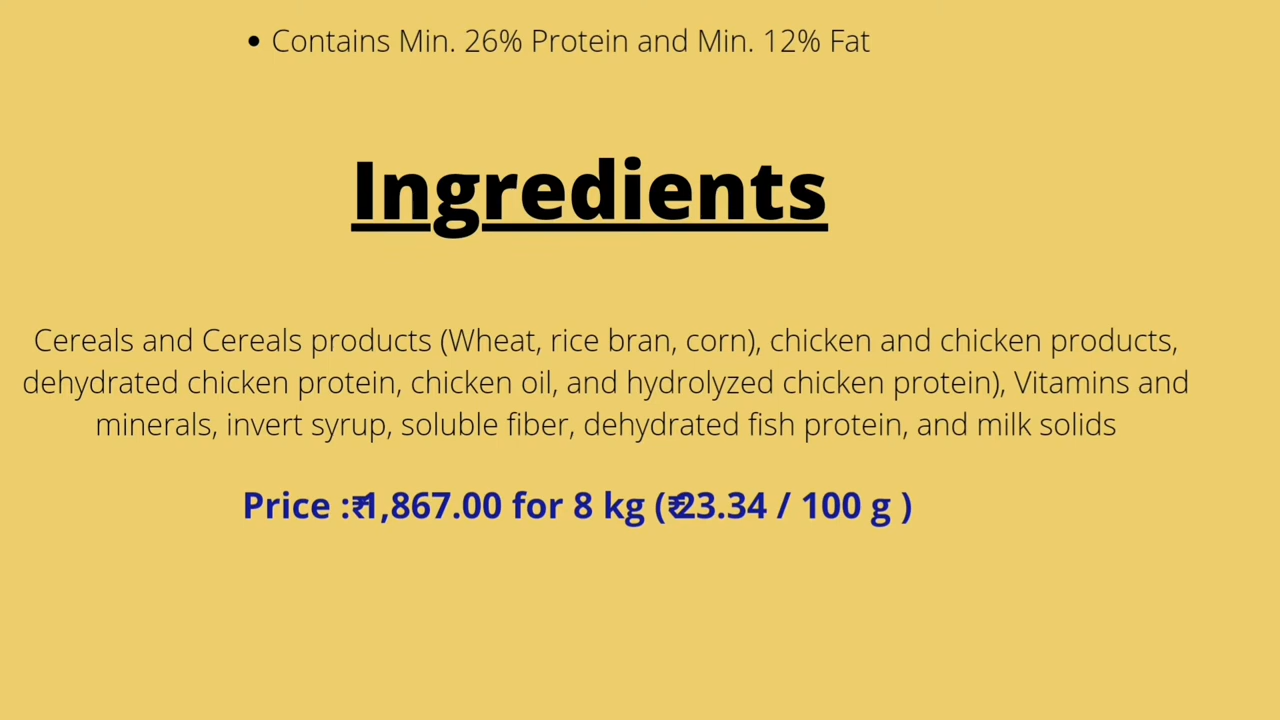 • Contains Min. 26% Protein and Min. 12% Fat
Ingredients
Cereals and Cereals products (Wheat, rice bran, corn), chicken and chicken products,
dehydrated chicken protein, chicken oil, and hydrolyzed chicken protein), Vitamins and
minerals, invert syrup, soluble fiber, dehydrated fish protein, and milk solids
Price :₹1,867.00 for 8 kg (₹23.34 / 100 g )